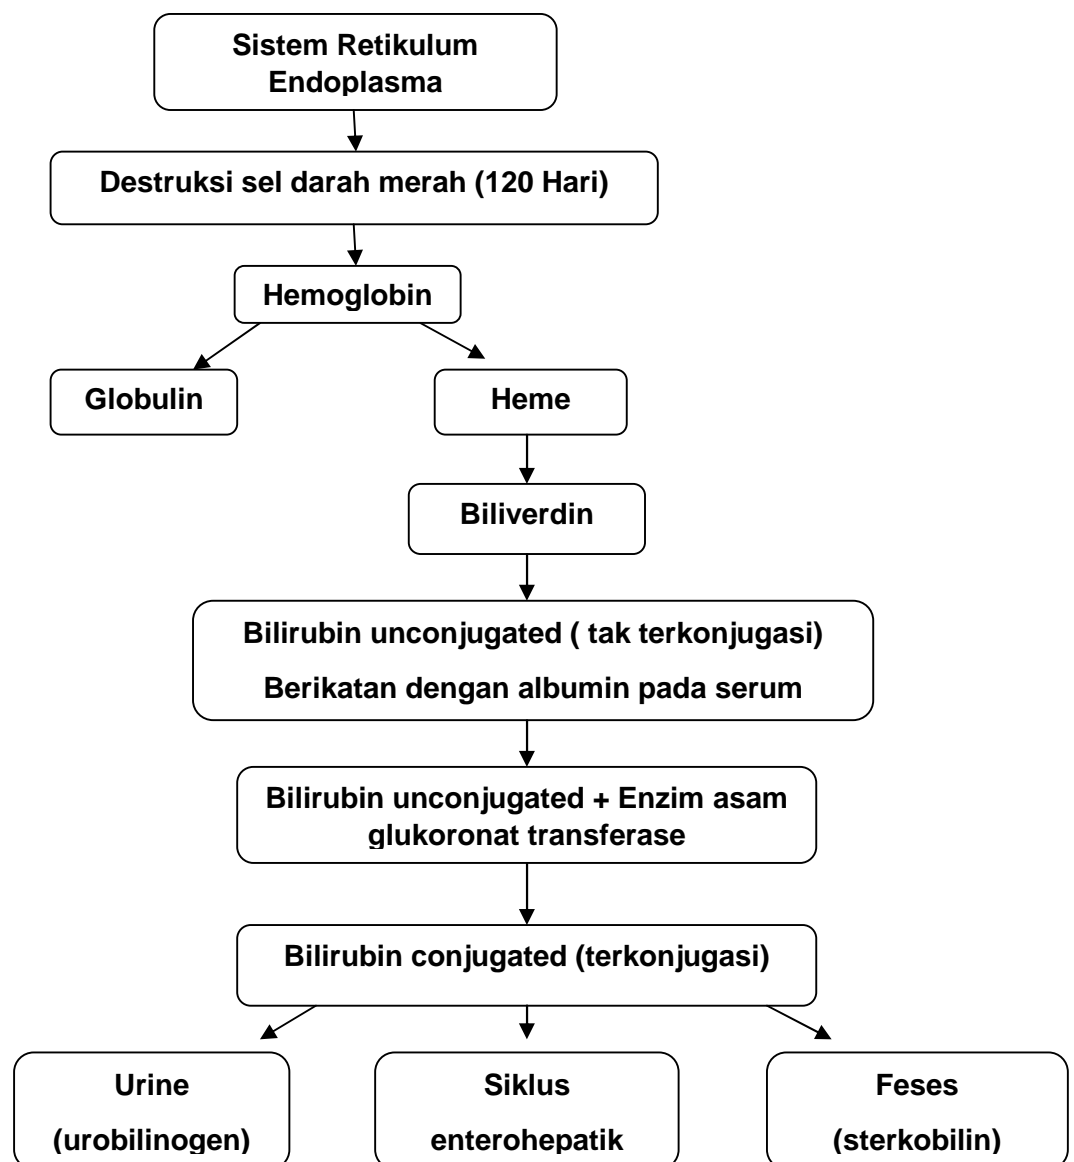 Sistem Retikulum
Endoplasma
Destruksi sel darah merah (120 Hari)
Hemoglobin
Globulin
Heme
Biliverdin
Bilirubin unconjugated ( tak terkonjugasi)
Berikatan dengan albumin pada serum
Bilirubin unconjugated + Enzim asam
glukoronat transferase
Bilirubin conjugated (terkonjugasi)
Urine
(urobilinogen)
Siklus
enterohepatik
Feses
(sterkobilin)